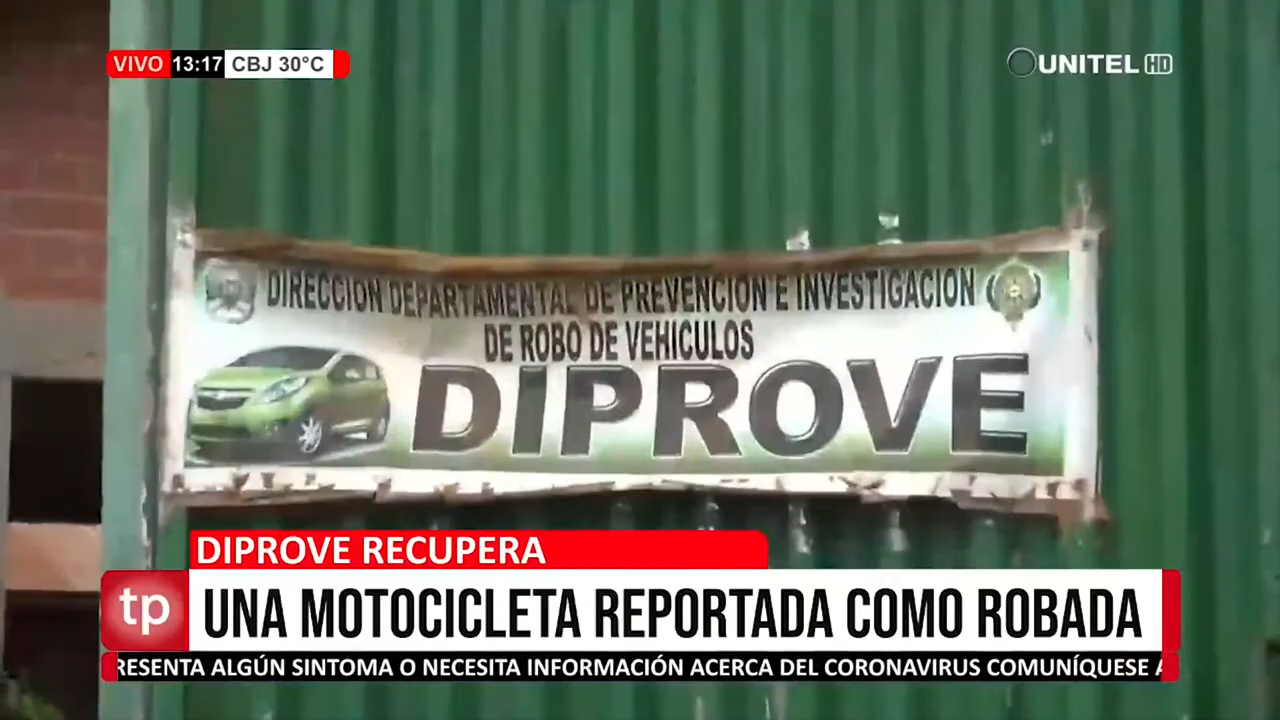 VIVO 13:17 CBJ 30°C
UNITEL HD
DIRECCION DEPARTAMENTAL DE PREVENCION E INVESTIGACION
DE ROBO DE VEHICULOS
DIPROVE
DIPROVE RECUPERA
tp
UNA MOTOCICLETA REPORTADA COMO ROBADA
RESENTA ALGÚN SINTOMA O NECESITA INFORMACIÓN ACERCA DEL CORONAVIRUS COMUNÍQUESE A